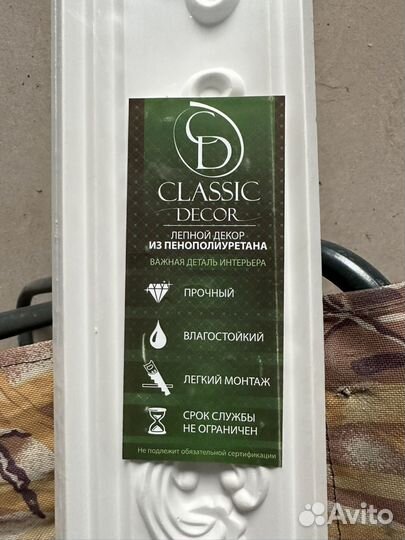 CD
CLASSIC
DECOR
ЛЕПНОЙ ДЕКОР
ИЗ ПЕНОПОЛИУРЕТАНА
ВАЖНАЯ ДЕТАЛЬ ИНТЕРЬЕРА
ПРОЧНЫЙ
ВЛАГОСТОЙКИЙ
ЛЕГКИЙ МОНТАЖ
СРОК СЛУЖБЫ
НЕ ОГРАНИЧЕН
Не подлежит обязательной сертификации
Avito